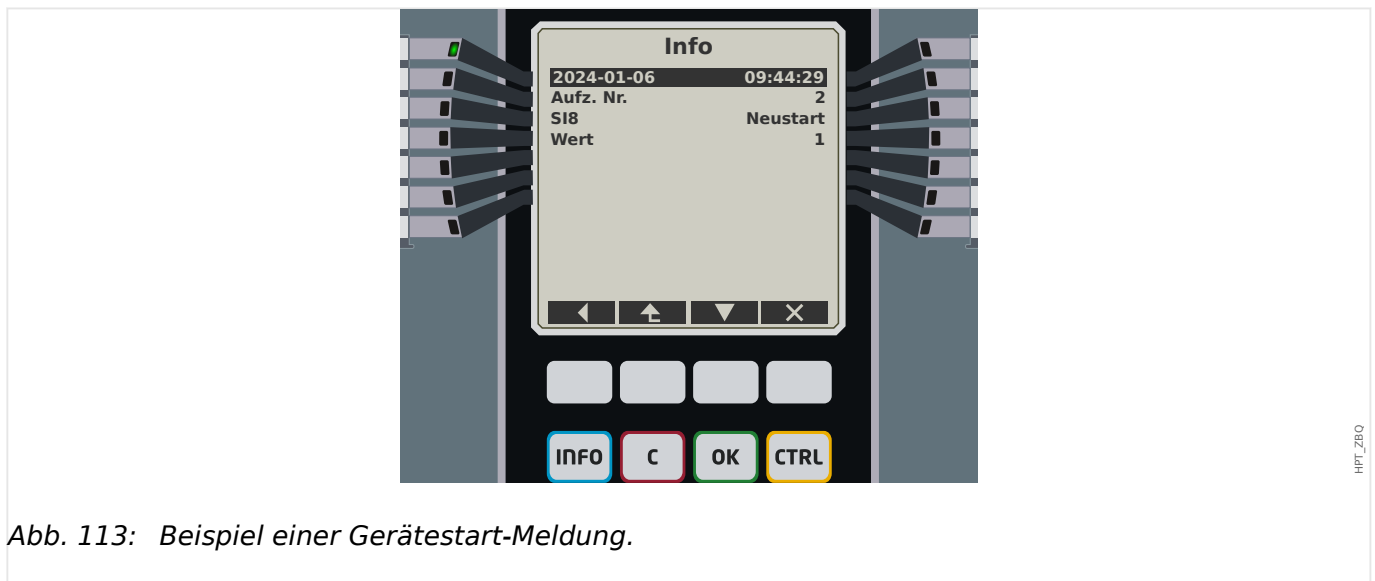 Info
2024-01-06 09:44:29
Aufz. Nr. 2
SI8 Neustart
Wert 1
INFO C OK CTRL
HPT_ZBQ
Abb. 113: Beispiel einer Gerätestart-Meldung.